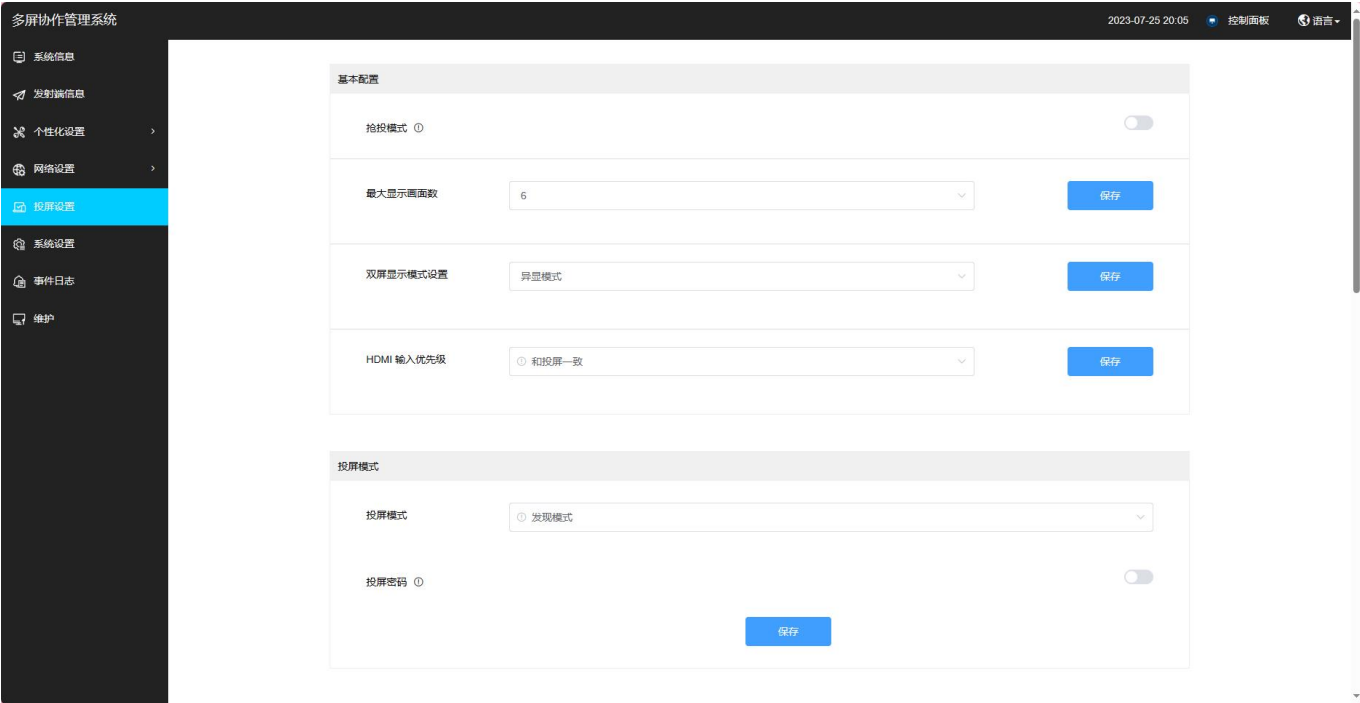 多屏协作管理系统
2023-07-25 20:05 控制面板 语言
系统信息
发射端信息
个性化设置
网络设置
投屏设置
系统设置
事件日志
维护
基本配置
抢投模式
最大显示画面数 6 保存
双屏显示模式设置 异显模式 保存
HDMI 输入优先级 和投屏一致 保存
投屏模式
投屏模式 发现模式
投屏密码
保存